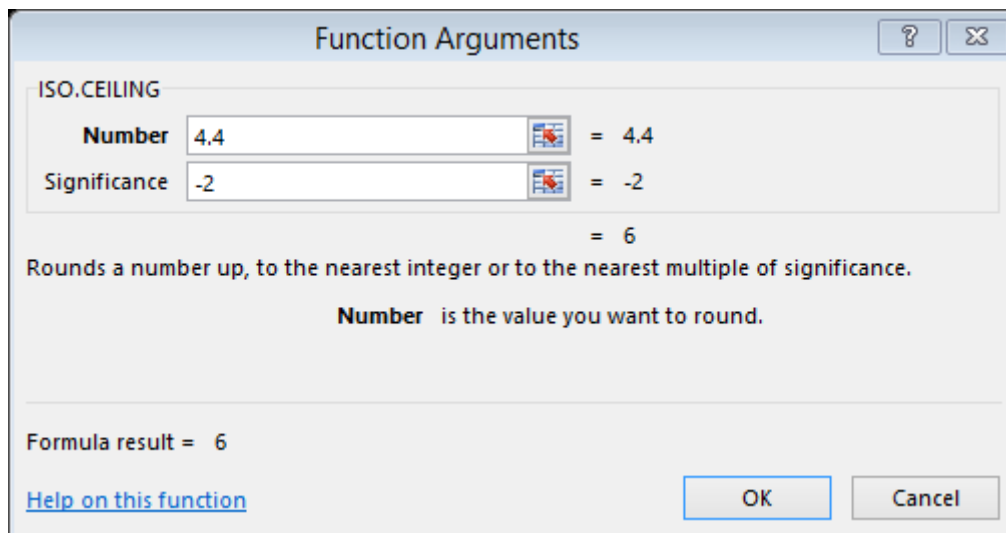 Function Arguments
ISO.CEILING
Number 4.4 = 4.4
Significance -2 = -2
= 6
Rounds a number up, to the nearest integer or to the nearest multiple of significance.
Number is the value you want to round.
Formula result = 6
Help on this function OK Cancel